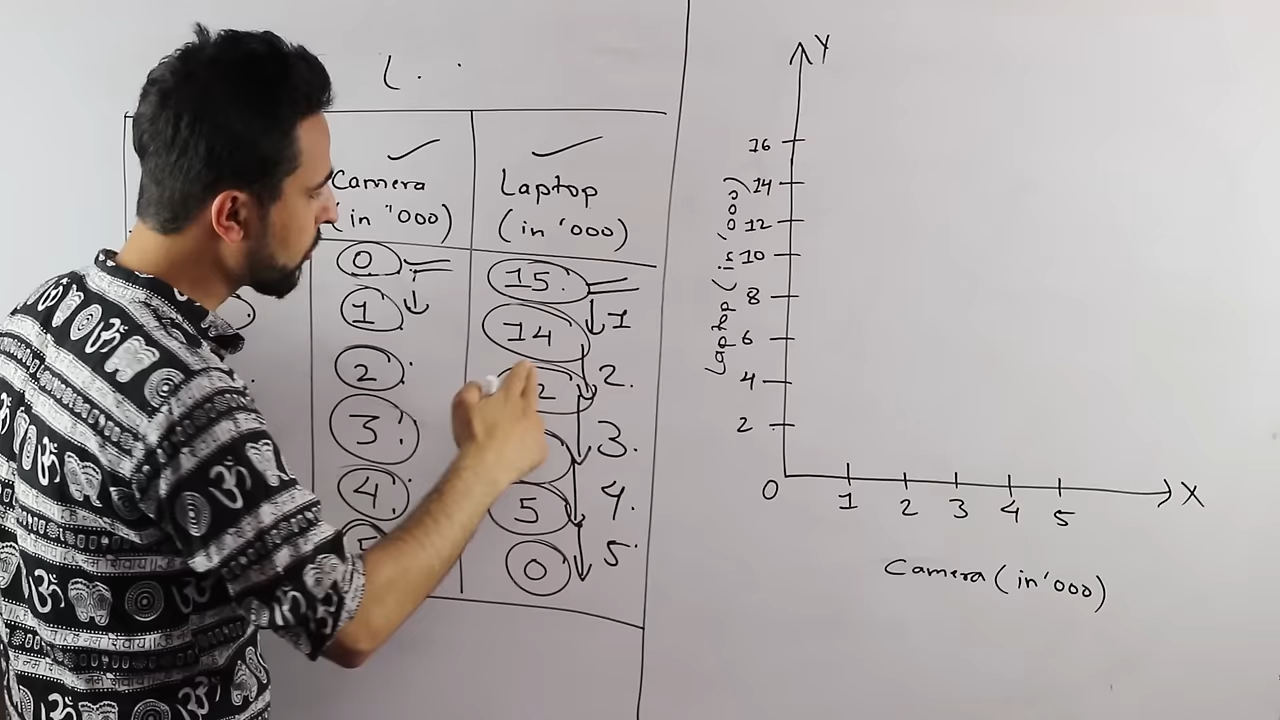 Camera Laptop
(in "000) (in '000)
0 15.
1 14 1
2 2 2.
3 3.
4 5 4.
0 5
Y
16
14
12
10
8
6
4
2
Laptop (in '000)
0 1 2 3 4 5 X
Camera (in '000)
ॐ
नमः शिवाय